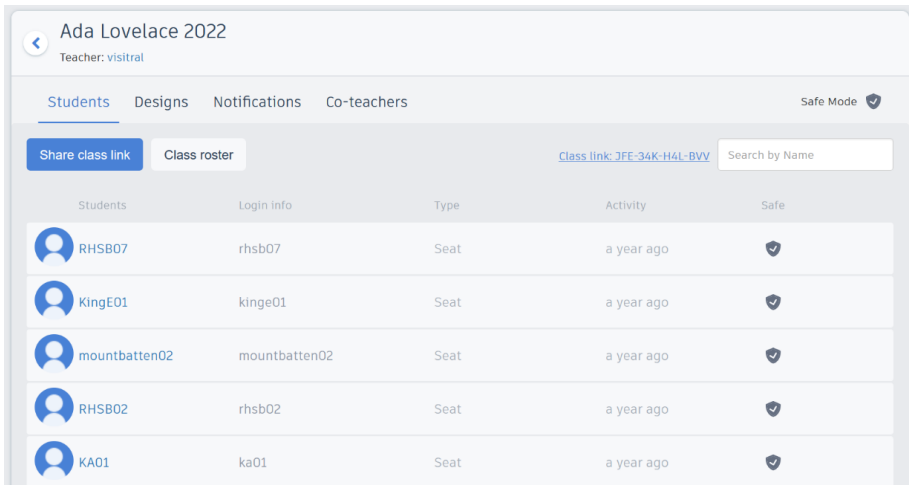 Ada Lovelace 2022
Teacher: visitral
Students Designs Notifications Co-teachers Safe Mode
Share class link Class roster Class link: JFE-34K-H4L-BVV Search by Name
Students Login info Type Activity Safe
RHSB07 rhsb07 Seat a year ago
KingE01 kinge01 Seat a year ago
mountbatten02 mountbatten02 Seat a year ago
RHSB02 rhsb02 Seat a year ago
KA01 ka01 Seat a year ago